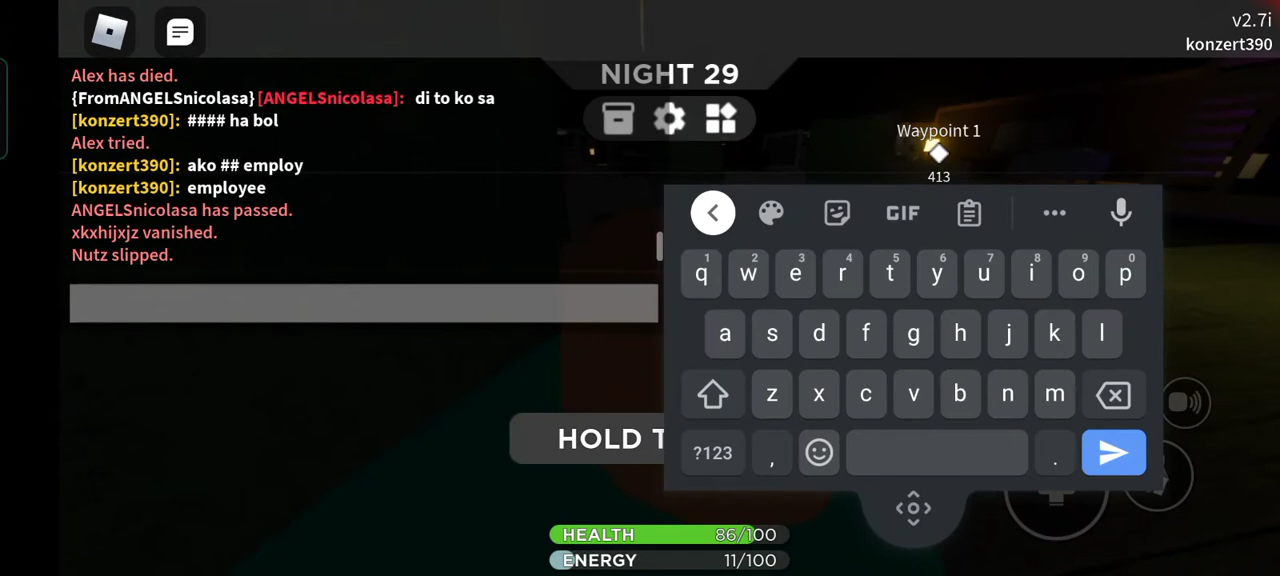 v2.7i
konzert390
Alex has died.
NIGHT 29
{FromANGELSnicolasa} [ANGELSnicolasa]: di to ko sa
[konzert390]: #### ha bol
Alex tried.
[konzert390]: ako ## employ
[konzert390]: employee
ANGELSnicolasa has passed.
xkxhijxjz vanished.
Nutz slipped.
Waypoint 1
413
GIF
1 2 3 4 5 6 7 8 9 0
q w e r t y u i o p
a s d f g h j k l
z x c v b n m
?123 , .
HOLD T
HEALTH 86/100
ENERGY 11/100